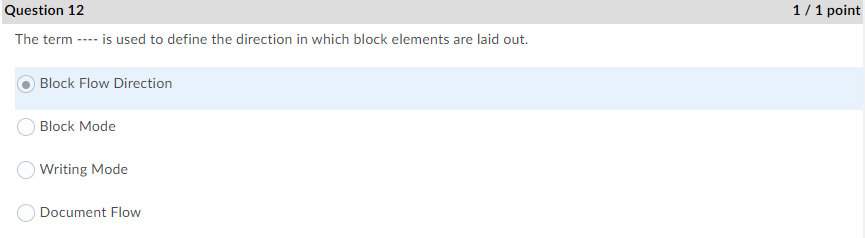 Question 12 1 / 1 point
The term ---- is used to define the direction in which block elements are laid out.
Block Flow Direction
Block Mode
Writing Mode
Document Flow